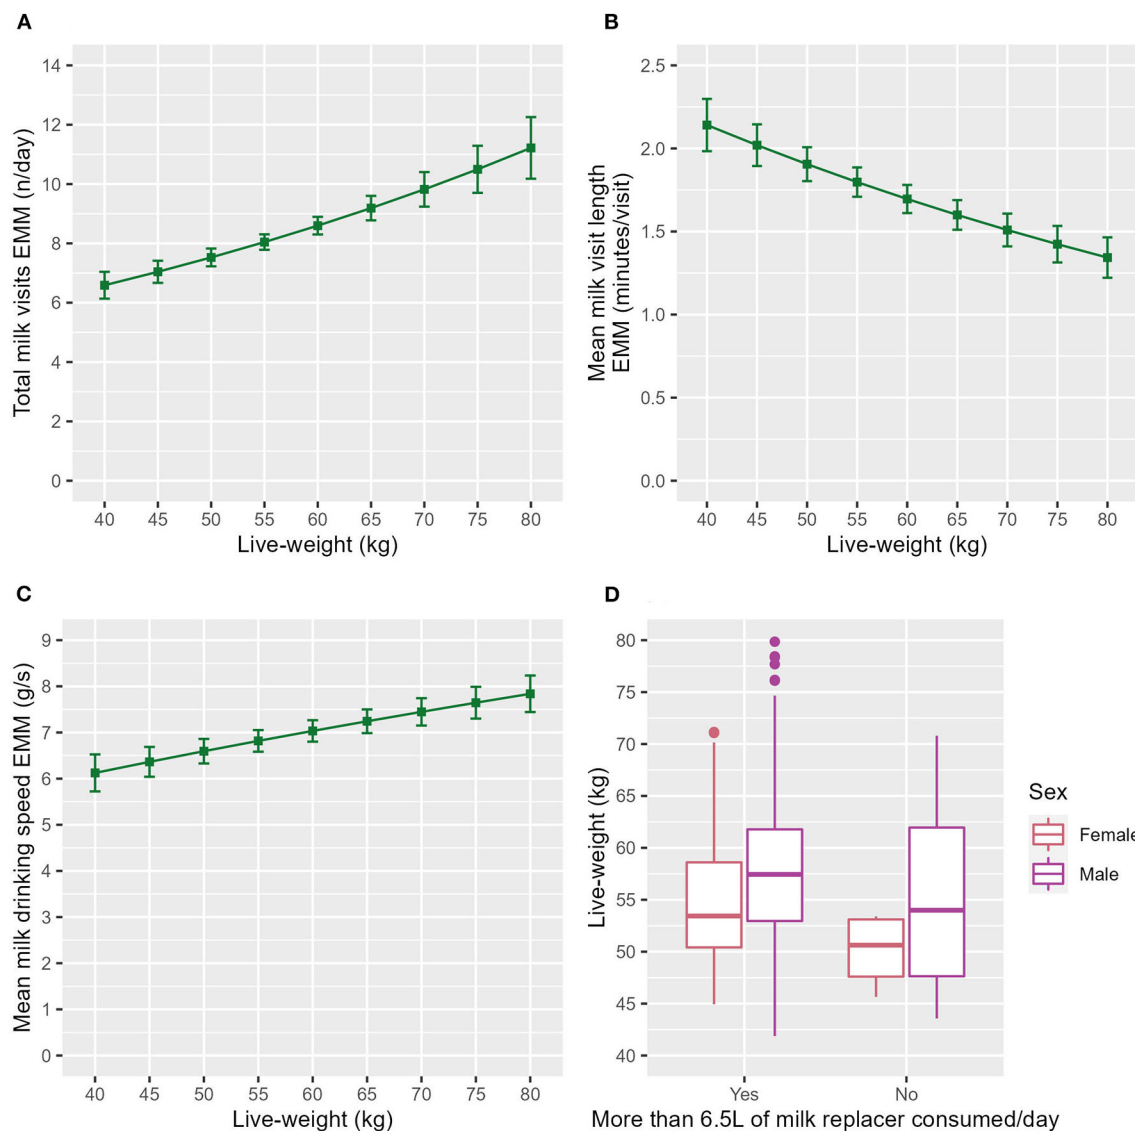 A
Total milk visits EMM (n/day)
14
12
10
8
6
4
2
0
40 45 50 55 60 65 70 75 80
Live-weight (kg)
B
Mean milk visit length
EMM (minutes/visit)
2.5
2.0
1.5
1.0
0.5
0.0
40 45 50 55 60 65 70 75 80
Live-weight (kg)
C
Mean milk drinking speed EMM (g/s)
9
8
7
6
5
4
3
2
1
0
40 45 50 55 60 65 70 75 80
Live-weight (kg)
D
Live-weight (kg)
80
75
70
65
60
55
50
45
40
Yes No
More than 6.5L of milk replacer consumed/day
Sex
Female
Male